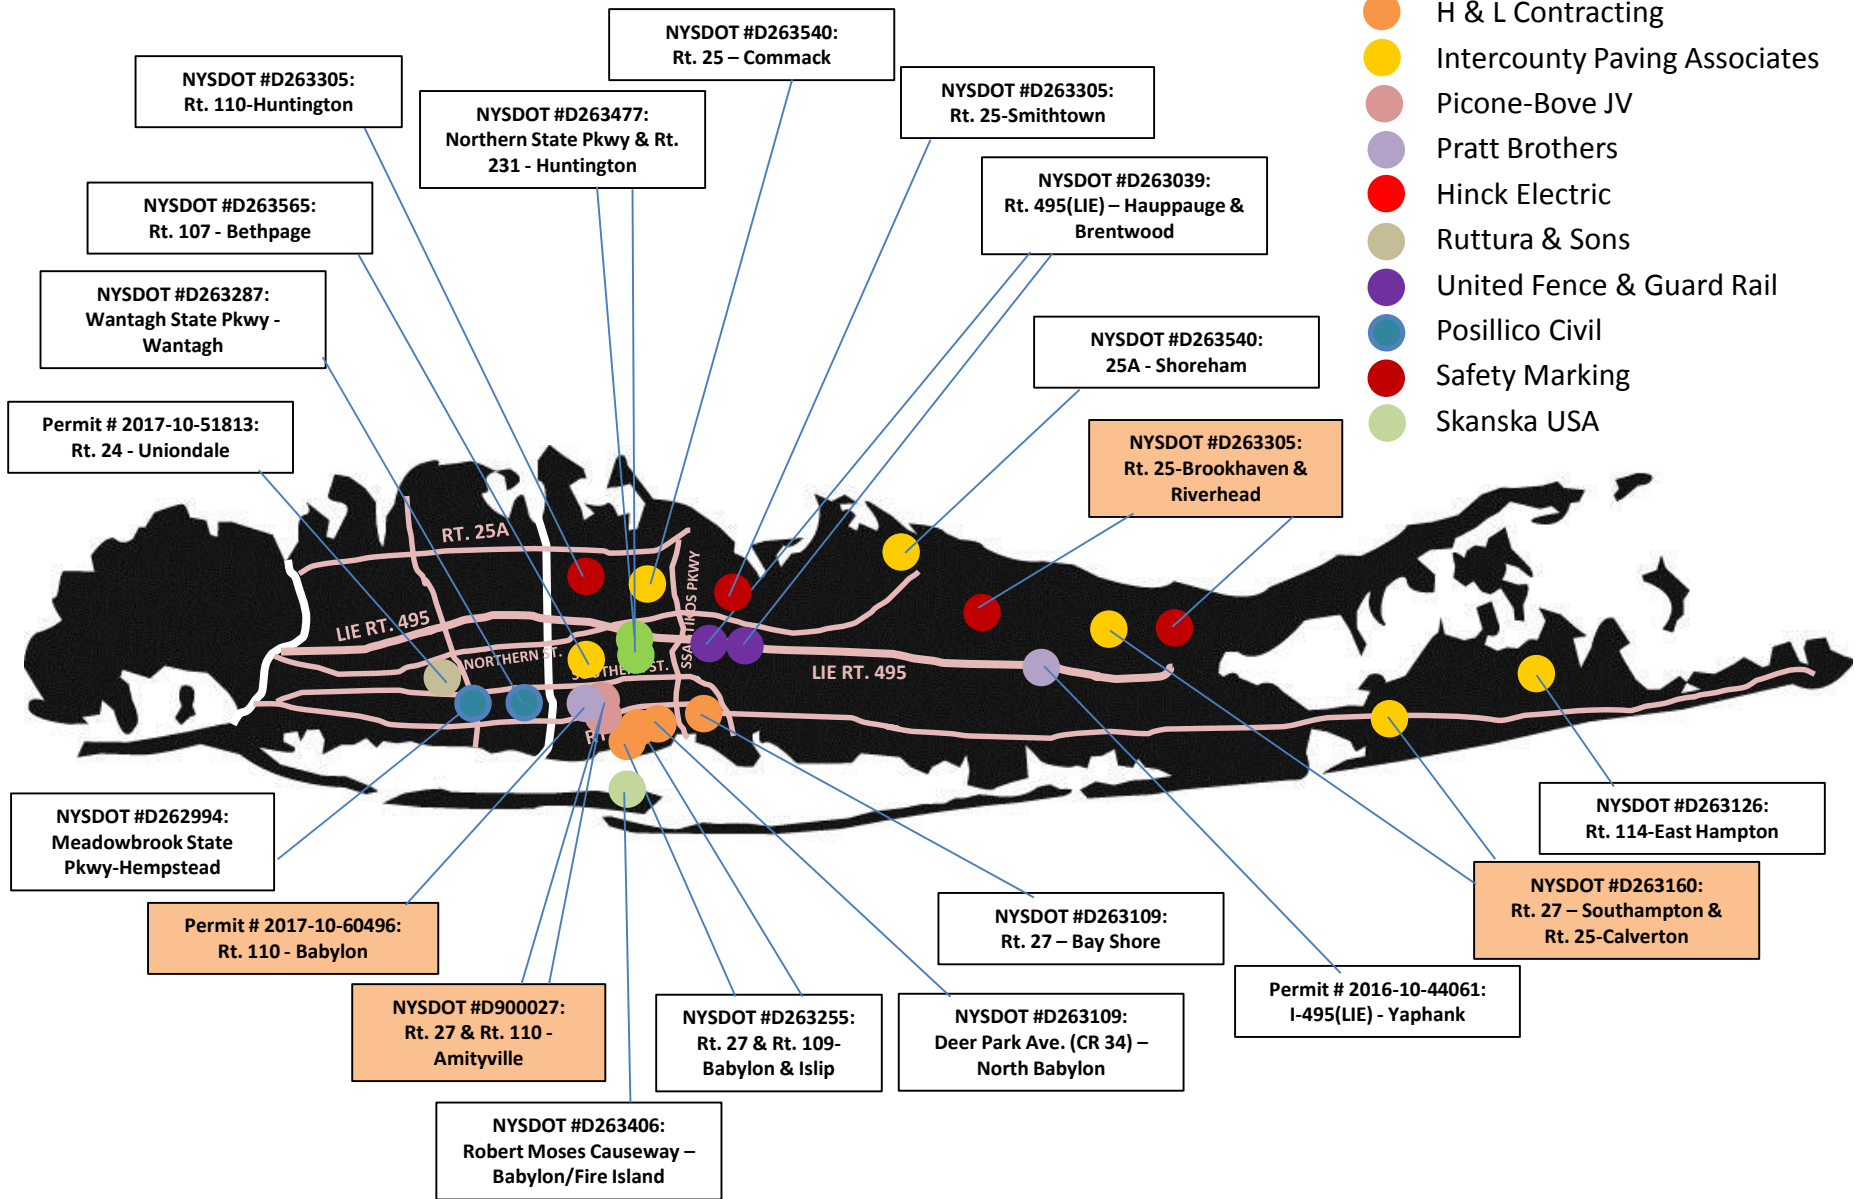 H & L Contracting
Intercounty Paving Associates
Picone-Bove JV
Pratt Brothers
Hinck Electric
Ruttura & Sons
United Fence & Guard Rail
Posillico Civil
Safety Marking
Skanska USA
NYSDOT #D263540:
Rt. 25 – Commack
NYSDOT #D263305:
Rt. 110-Huntington
NYSDOT #D263477:
Northern State Pkwy & Rt.
231 - Huntington
NYSDOT #D263305:
Rt. 25-Smithtown
NYSDOT #D263039:
Rt. 495(LIE) – Hauppauge &
Brentwood
NYSDOT #D263565:
Rt. 107 - Bethpage
NYSDOT #D263287:
Wantagh State Pkwy -
Wantagh
NYSDOT #D263540:
25A - Shoreham
Permit # 2017-10-51813:
Rt. 24 - Uniondale
NYSDOT #D263305:
Rt. 25-Brookhaven &
Riverhead
RT. 25A
LIE RT. 495
NORTHERN ST.
ST.
PKWY
LIE RT. 495
NYSDOT #D262994:
Meadowbrook State
Pkwy-Hempstead
NYSDOT #D263126:
Rt. 114-East Hampton
NYSDOT #D263160:
Rt. 27 – Southampton &
Rt. 25-Calverton
Permit # 2017-10-60496:
Rt. 110 - Babylon
NYSDOT #D263109:
Rt. 27 – Bay Shore
Permit # 2016-10-44061:
I-495(LIE) - Yaphank
NYSDOT #D900027:
Rt. 27 & Rt. 110 -
Amityville
NYSDOT #D263255:
Rt. 27 & Rt. 109-
Babylon & Islip
NYSDOT #D263109:
Deer Park Ave. (CR 34) –
North Babylon
NYSDOT #D263406:
Robert Moses Causeway –
Babylon/Fire Island